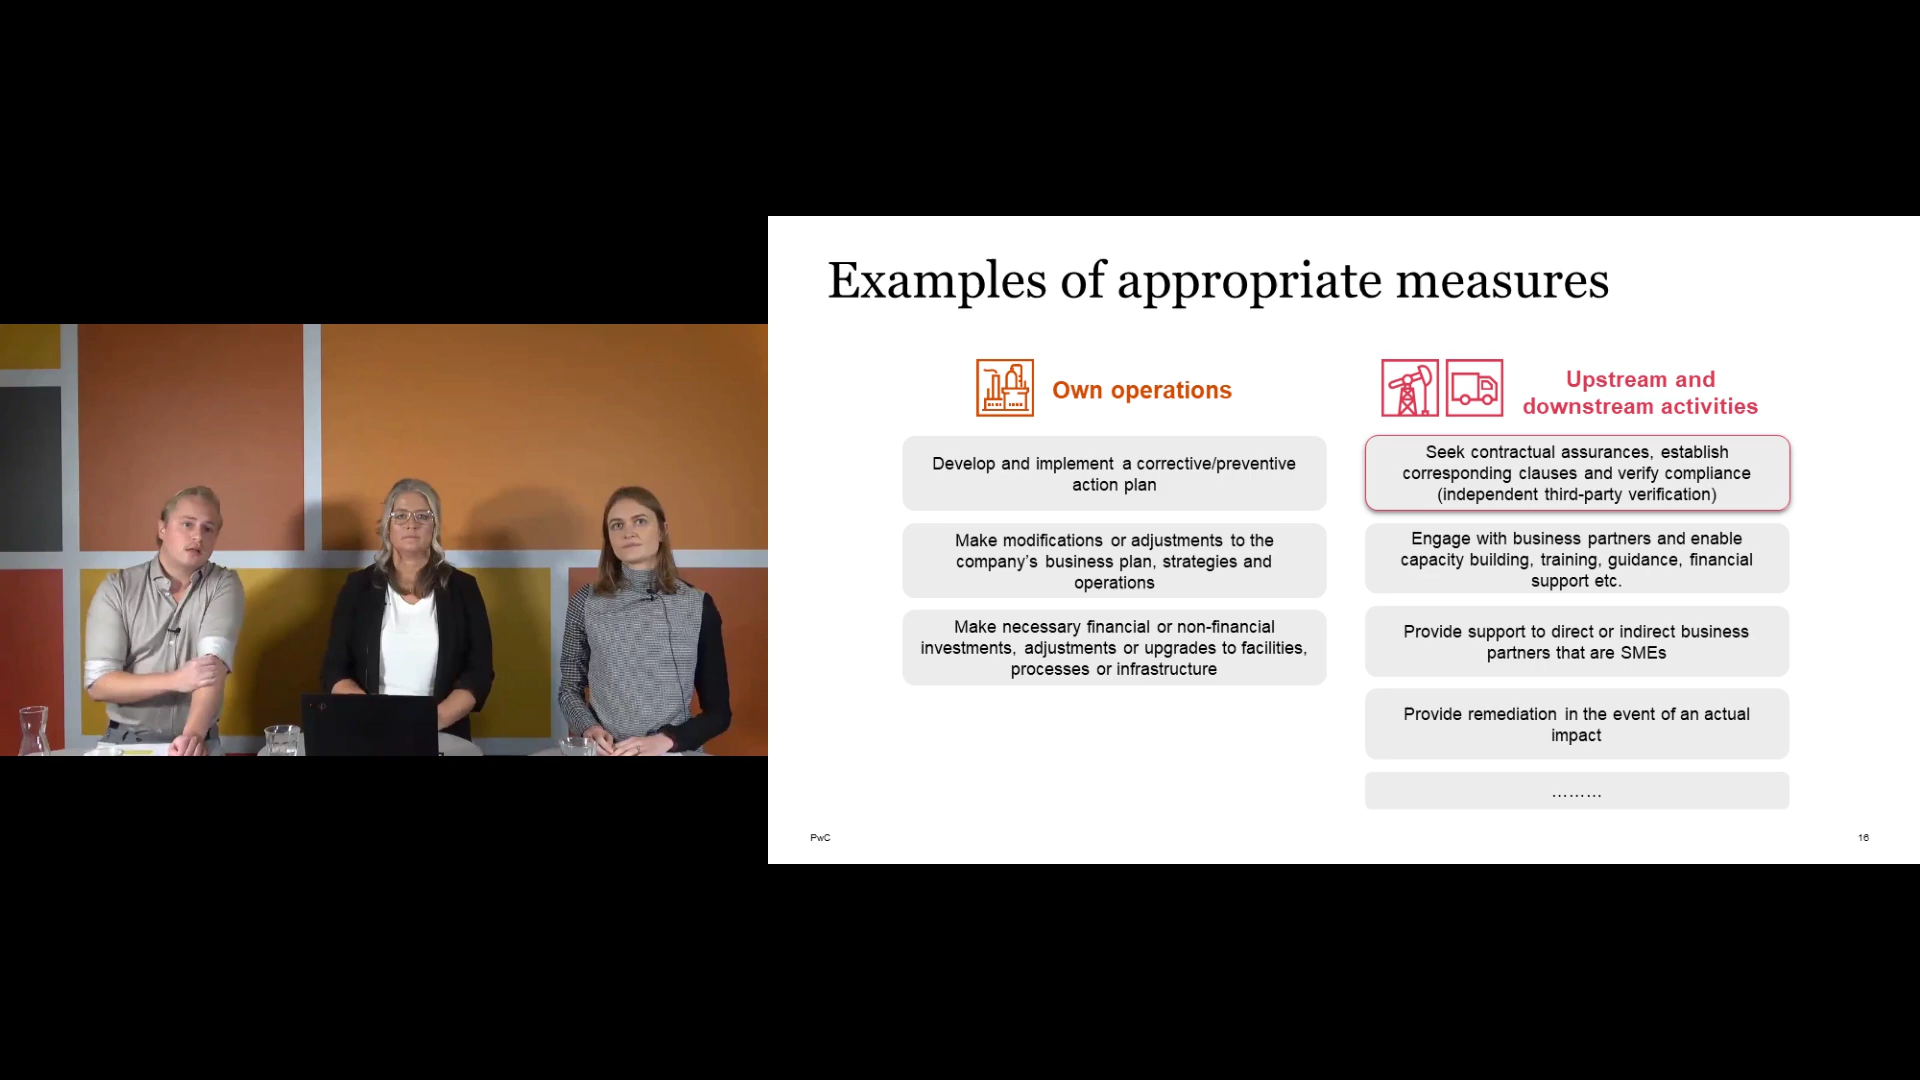 Examples of appropriate measures
Own operations
Develop and implement a corrective/preventive
action plan
Make modifications or adjustments to the
company's business plan, strategies and
operations
Make necessary financial or non-financial
investments, adjustments or upgrades to facilities,
processes or infrastructure
Upstream and
downstream activities
Seek contractual assurances, establish
corresponding clauses and verify compliance
(independent third-party verification)
Engage with business partners and enable
capacity building, training, guidance, financial
support etc.
Provide support to direct or indirect business
partners that are SMEs
Provide remediation in the event of an actual
impact
………
PwC
16